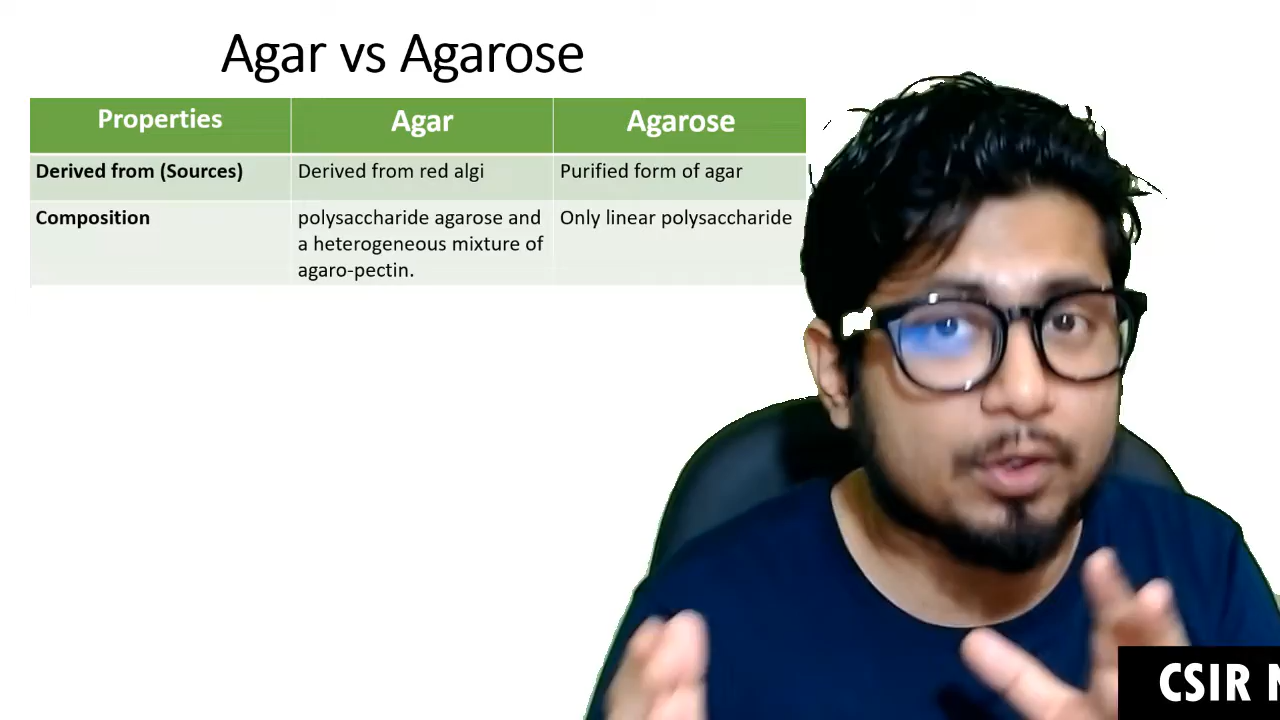 Agar vs Agarose
Properties
Agar
Agarose
Derived from (Sources)
Derived from red algi
Purified form of agar
Composition
polysaccharide agarose and
a heterogeneous mixture of
agaro-pectin.
Only linear polysaccharide
CSIR